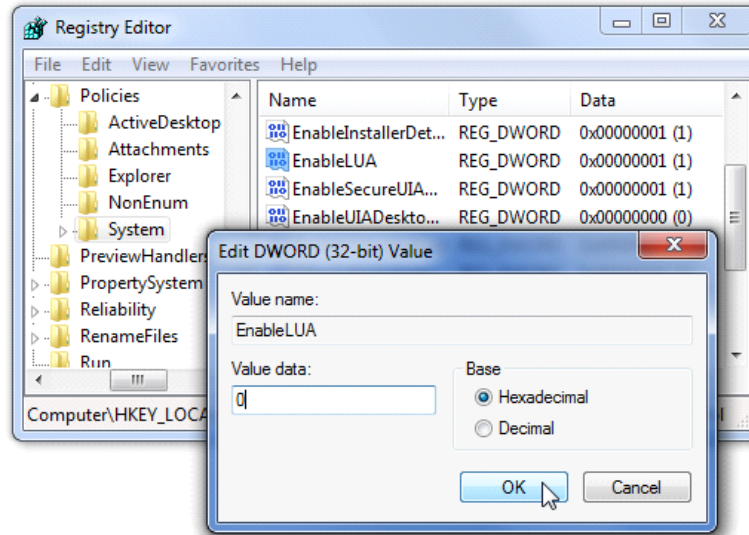 Registry Editor
File Edit View Favorites Help
Policies
ActiveDesktop
Attachments
Explorer
NonEnum
System
PreviewHandlers
PropertySystem
Reliability
RenameFiles
Run
Name Type Data
EnableInstallerDet... REG_DWORD 0x00000001 (1)
EnableLUA REG_DWORD 0x00000001 (1)
EnableSecureUIA... REG_DWORD 0x00000001 (1)
EnableUIADeskto... REG_DWORD 0x00000000 (0)
Computer\HKEY_LOCA
Edit DWORD (32-bit) Value
Value name:
EnableLUA
Value data:
0
Base
Hexadecimal
Decimal
OK Cancel